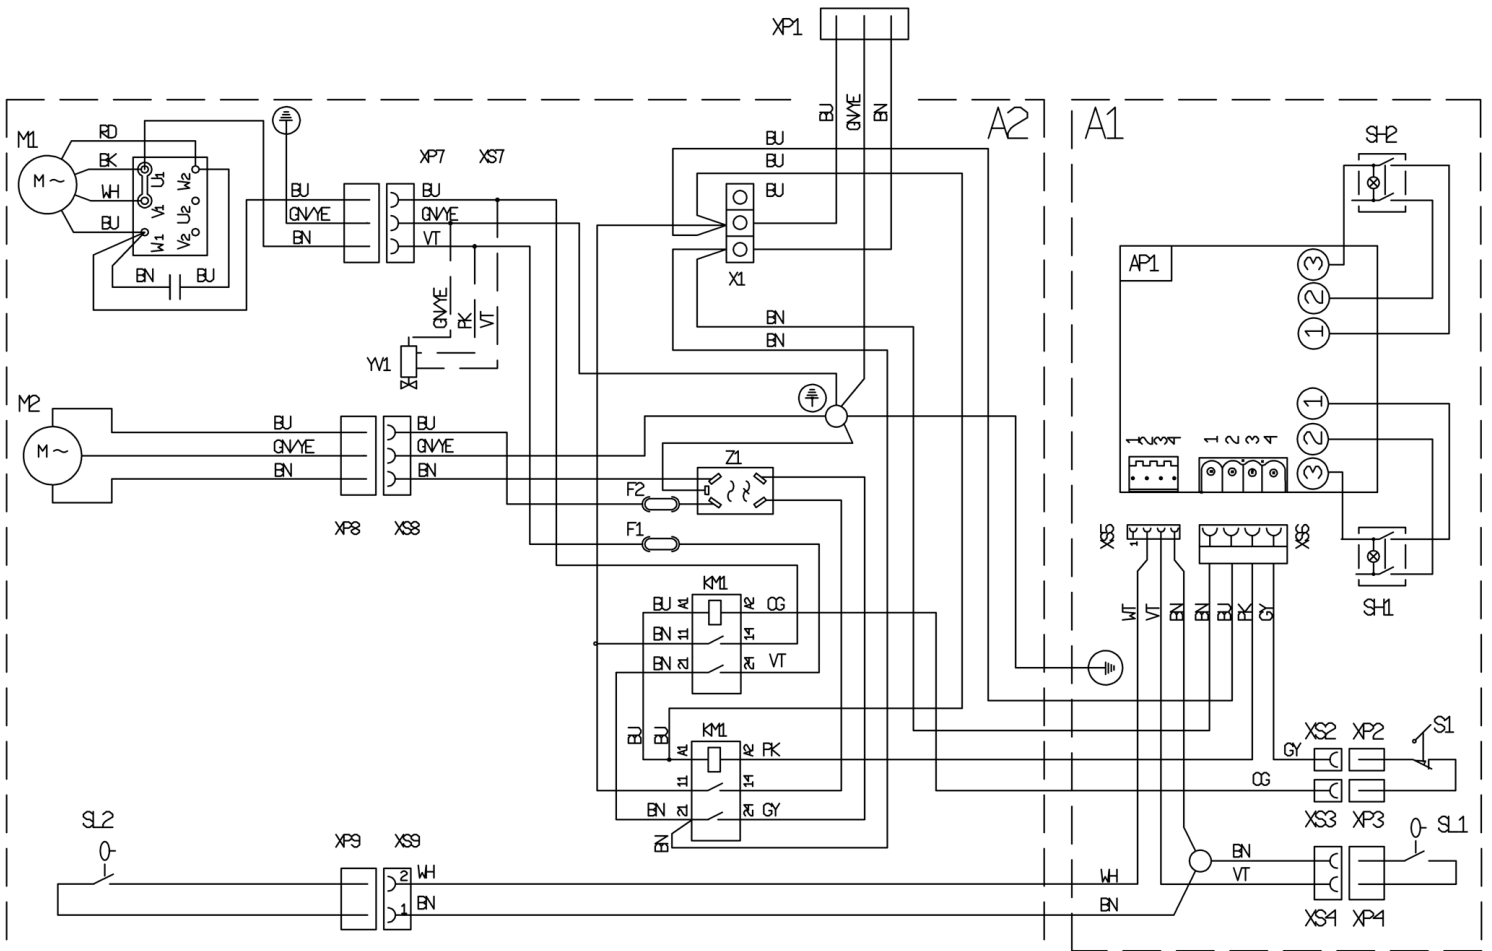 XP1
BU
GN/YE
BN
A2
A1
M1
RD
BK
WH
BU
M ~
U1
W2
V1
U2
W1
V2
BN
BU
BU
GN/YE
BN
XP7
XS7
BU
GN/YE
VT
GN/YE
PK
VT
YV1
BU
BU
BU
X1
BN
BN
SH2
AP1
3
2
1
1
2
3
1
2
3
4
1
2
3
4
M2
M ~
BU
GN/YE
BN
BU
GN/YE
BN
XP8
XS8
Z1
F2
F1
XS5
1
XS6
SH1
KM1
BU
A1
A2
OG
BN
11
14
BN
21
24
VT
WT
VT
BN
BN
BU
PK
GY
KM1
BU
BU
A1
A2
PK
11
14
BN
21
24
GY
BN
XS2
XP2
S1
GY
OG
XS3
XP3
SL1
BN
VT
XS4
XP4
SL2
XP9
XS9
2
WH
1
BN
WH
BN